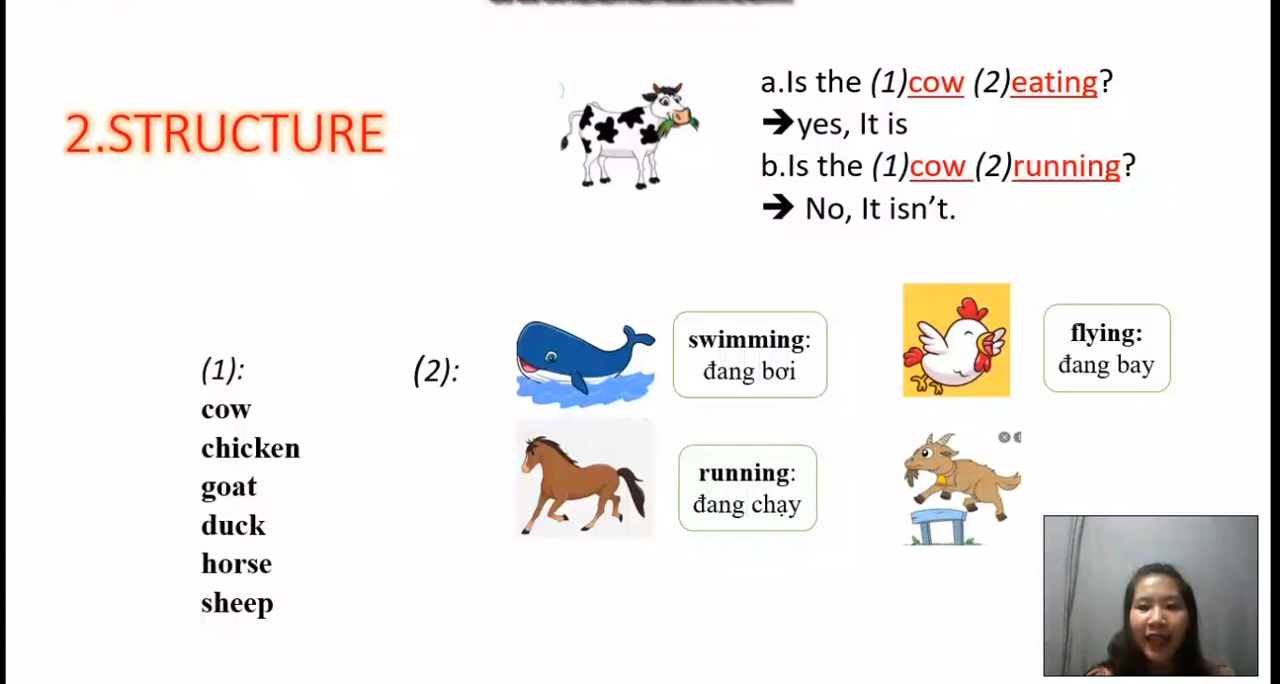 2.STRUCTURE
a.Is the (1)cow (2)eating?
➔yes, It is
b.Is the (1)cow (2)running?
➔ No, It isn’t.
(1):
cow
chicken
goat
duck
horse
sheep
(2):
swimming:
đang bơi
flying:
đang bay
running:
đang chạy